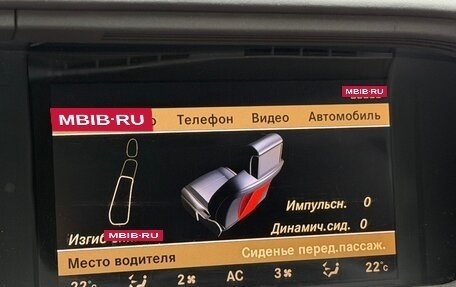 MBIB·RU
MBIB·RU
Телефон Видео Автомобиль
Импульсн. 0
Динамич.сид. 0
MBIB·RU
Изгиб
Сиденье перед.пассаж.
Место водителя
22°c 2 AC 3 22°c